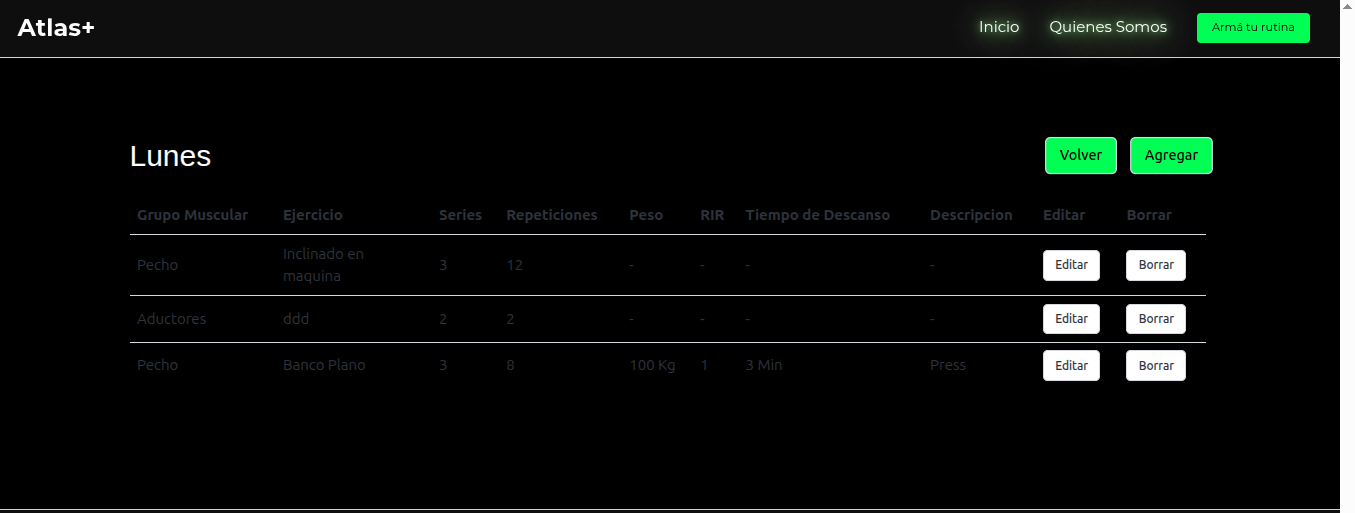 Atlas+
Inicio Quienes Somos Armá tu rutina
Lunes
Volver Agregar
Grupo Muscular Ejercicio Series Repeticiones Peso RIR Tiempo de Descanso Descripcion Editar Borrar
Pecho Inclinado en maquina 3 12 - - - - Editar Borrar
Aductores ddd 2 2 - - - - Editar Borrar
Pecho Banco Plano 3 8 100 Kg 1 3 Min Press Editar Borrar